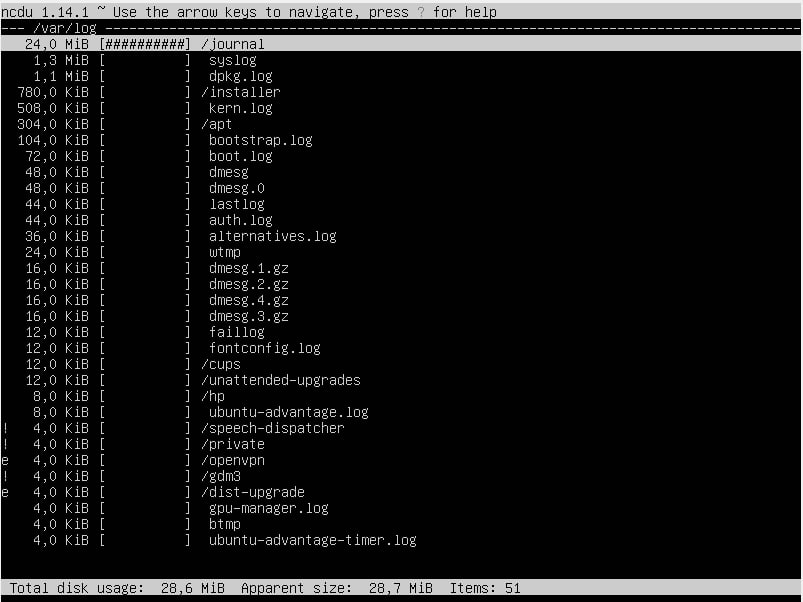 ncdu 1.14.1 ~ Use the arrow keys to navigate, press ? for help
--- /var/log ---------------------------------------------------------------------------------------
   24,0 MiB [##########] /journal
    1,3 MiB [          ]  syslog
    1,1 MiB [          ]  dpkg.log
  780,0 KiB [          ] /installer
  508,0 KiB [          ]  kern.log
  304,0 KiB [          ] /apt
  104,0 KiB [          ]  bootstrap.log
   72,0 KiB [          ]  boot.log
   48,0 KiB [          ]  dmesg
   48,0 KiB [          ]  dmesg.0
   44,0 KiB [          ]  lastlog
   44,0 KiB [          ]  auth.log
   36,0 KiB [          ]  alternatives.log
   24,0 KiB [          ]  wtmp
   16,0 KiB [          ]  dmesg.1.gz
   16,0 KiB [          ]  dmesg.2.gz
   16,0 KiB [          ]  dmesg.4.gz
   16,0 KiB [          ]  dmesg.3.gz
   12,0 KiB [          ]  faillog
   12,0 KiB [          ]  fontconfig.log
   12,0 KiB [          ] /cups
   12,0 KiB [          ] /unattended-upgrades
    8,0 KiB [          ] /hp
    8,0 KiB [          ]  ubuntu-advantage.log
!   4,0 KiB [          ] /speech-dispatcher
!   4,0 KiB [          ] /private
e   4,0 KiB [          ] /openvpn
!   4,0 KiB [          ] /gdm3
e   4,0 KiB [          ] /dist-upgrade
    4,0 KiB [          ]  gpu-manager.log
    4,0 KiB [          ]  btmp
    4,0 KiB [          ]  ubuntu-advantage-timer.log
 Total disk usage:  28,6 MiB  Apparent size:  28,7 MiB  Items: 51